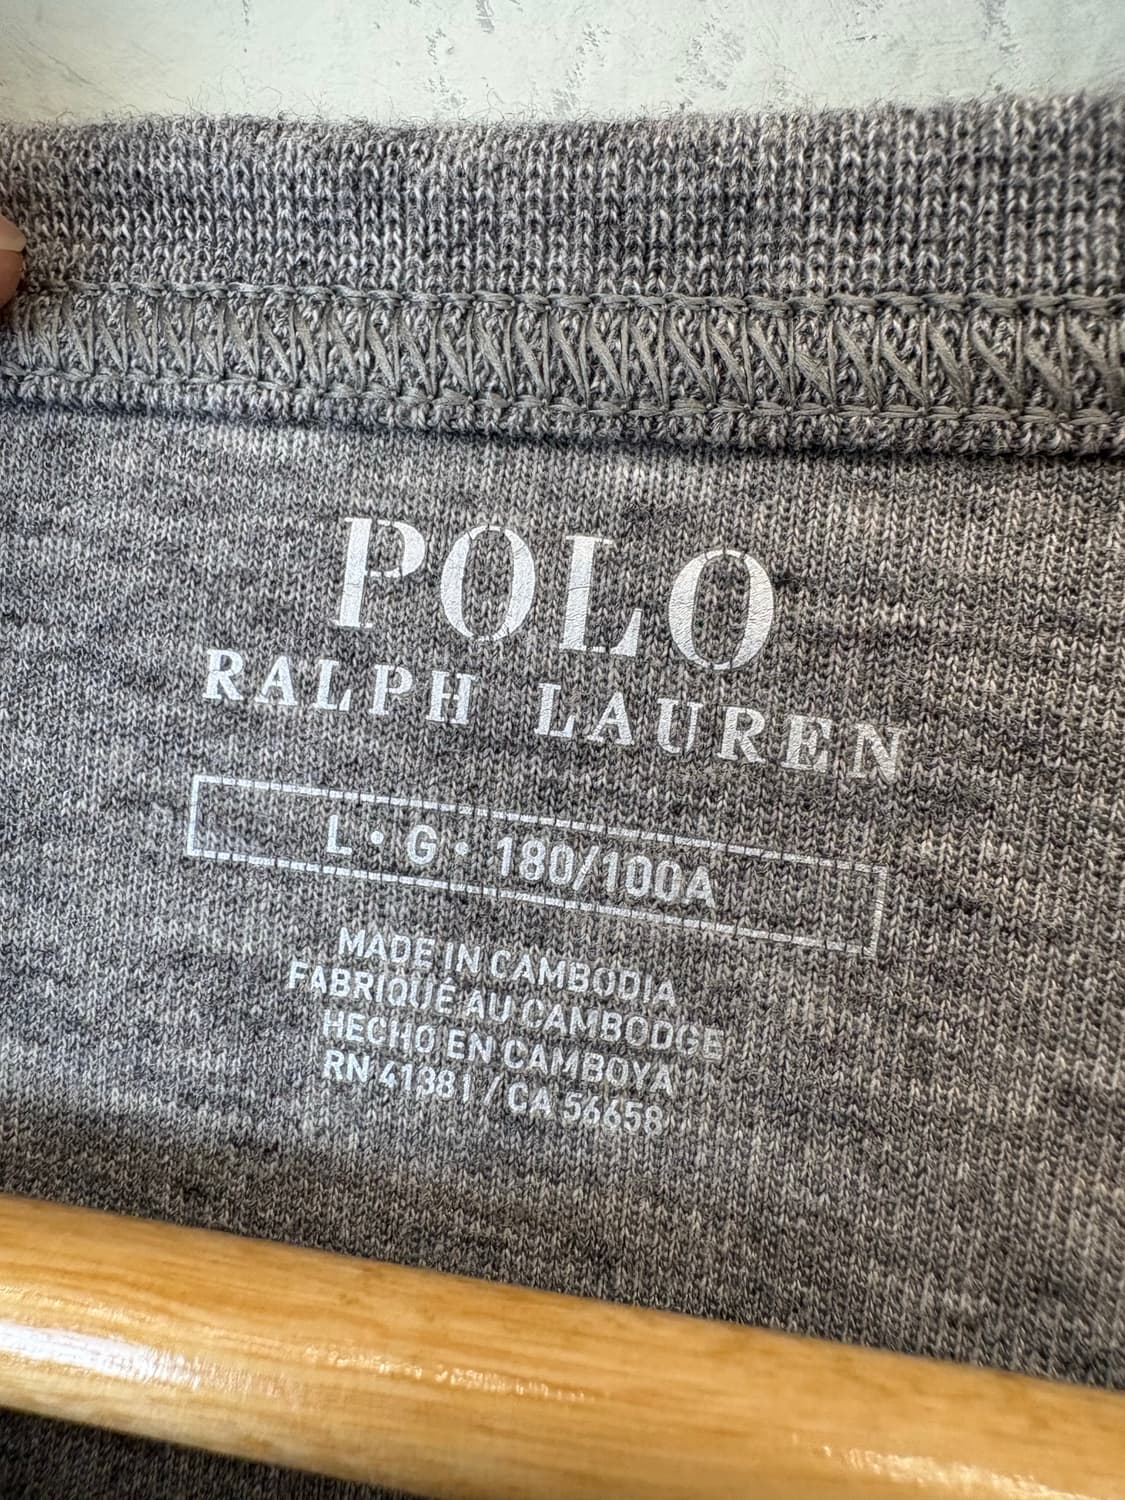 POLO
RALPH LAUREN
L • G • 180/100A
MADE IN CAMBODIA
FABRIQUÉ AU CAMBODGE
HECHO EN CAMBOYA
RN 41381 / CA 56658